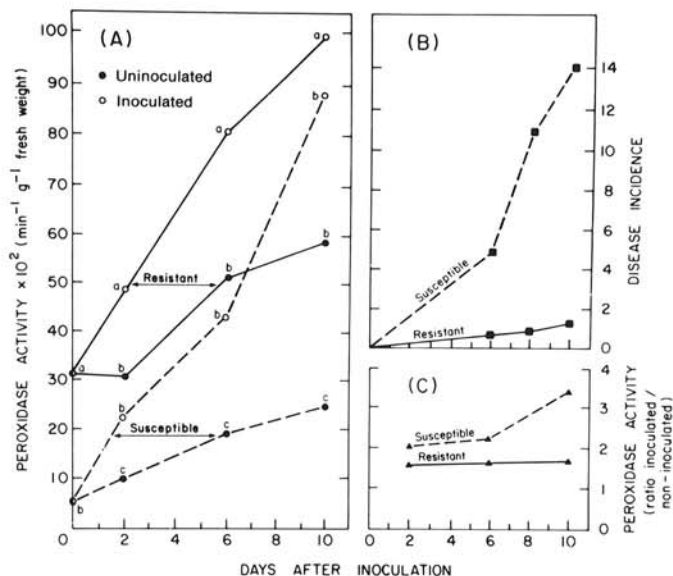 (A)
Uninoculated
Inoculated
PEROXIDASE ACTIVITY ×10² (min⁻¹ g⁻¹ fresh weight)
100
90
80
70
60
50
40
30
20
10
0
a
a
a
a
b
b
b
Resistant
b
b
b
Susceptible
b
c
c
c
0 2 4 6 8 10
(B)
14
12
10
8
6
4
2
0
DISEASE INCIDENCE
Susceptible
Resistant
(C)
4
3
2
1
0
PEROXIDASE ACTIVITY
(ratio inoculated /
non-inoculated)
Susceptible
Resistant
0 2 4 6 8 10
DAYS AFTER INOCULATION